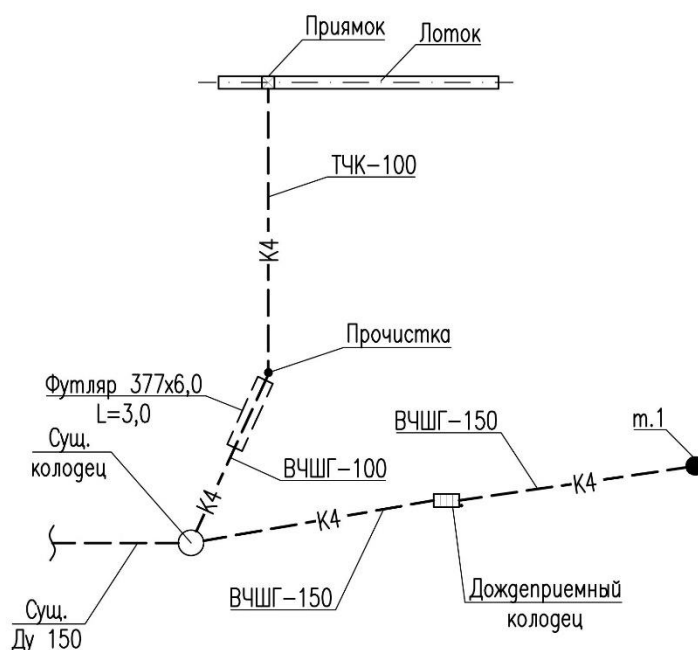 Приямок
Лоток
ТЧК-100
К4
Прочистка
Футляр 377х6,0
L=3,0
ВЧШГ-150
т.1
Сущ.
колодец
ВЧШГ-100
К4
К4
К4
ВЧШГ-150
Дождеприемный
колодец
Сущ.
Ду 150